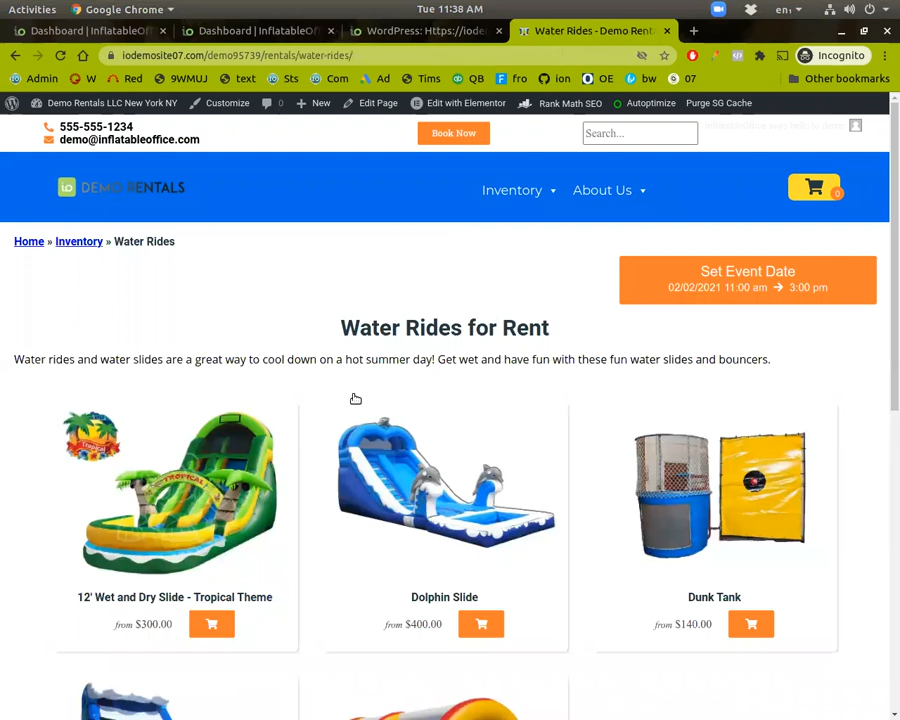 Activities
Google Chrome
Tue 11:38 AM
en₁
Dashboard | InflatableOf
Dashboard | InflatableOf
WordPress: Https://iode
Water Rides - Demo Rent
iodemosite07.com/demo95739/rentals/water-rides/
Incognito
Admin
W
Red
9WMUJ
text
Sts
Com
Ad
Tims
QB
fro
ion
OE
bw
07
Other bookmarks
Demo Rentals LLC New York NY
Customize
0
New
Edit Page
Edit with Elementor
Rank Math SEO
Autoptimize
Purge SG Cache
555-555-1234
demo@inflatableoffice.com
Book Now
Search...
io DEMO RENTALS
Inventory
About Us
0
Home » Inventory » Water Rides
Set Event Date
02/02/2021 11:00 am → 3:00 pm
Water Rides for Rent
Water rides and water slides are a great way to cool down on a hot summer day! Get wet and have fun with these fun water slides and bouncers.
Tropical
TROPICAL
12' Wet and Dry Slide - Tropical Theme
from $300.00
Dolphin Slide
from $400.00
Dunk Tank
from $140.00